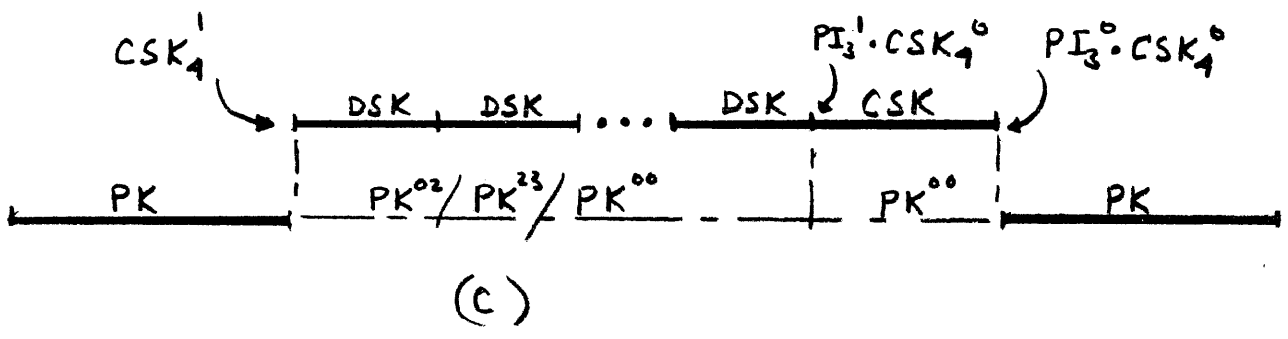 CSK₄¹ PI₃¹·CSK₄⁰ PI₃⁰·CSK₄⁰
DSK DSK ... DSK CSK
PK PK⁰²/PK²³/PK⁰⁰ PK⁰⁰ PK
(C)